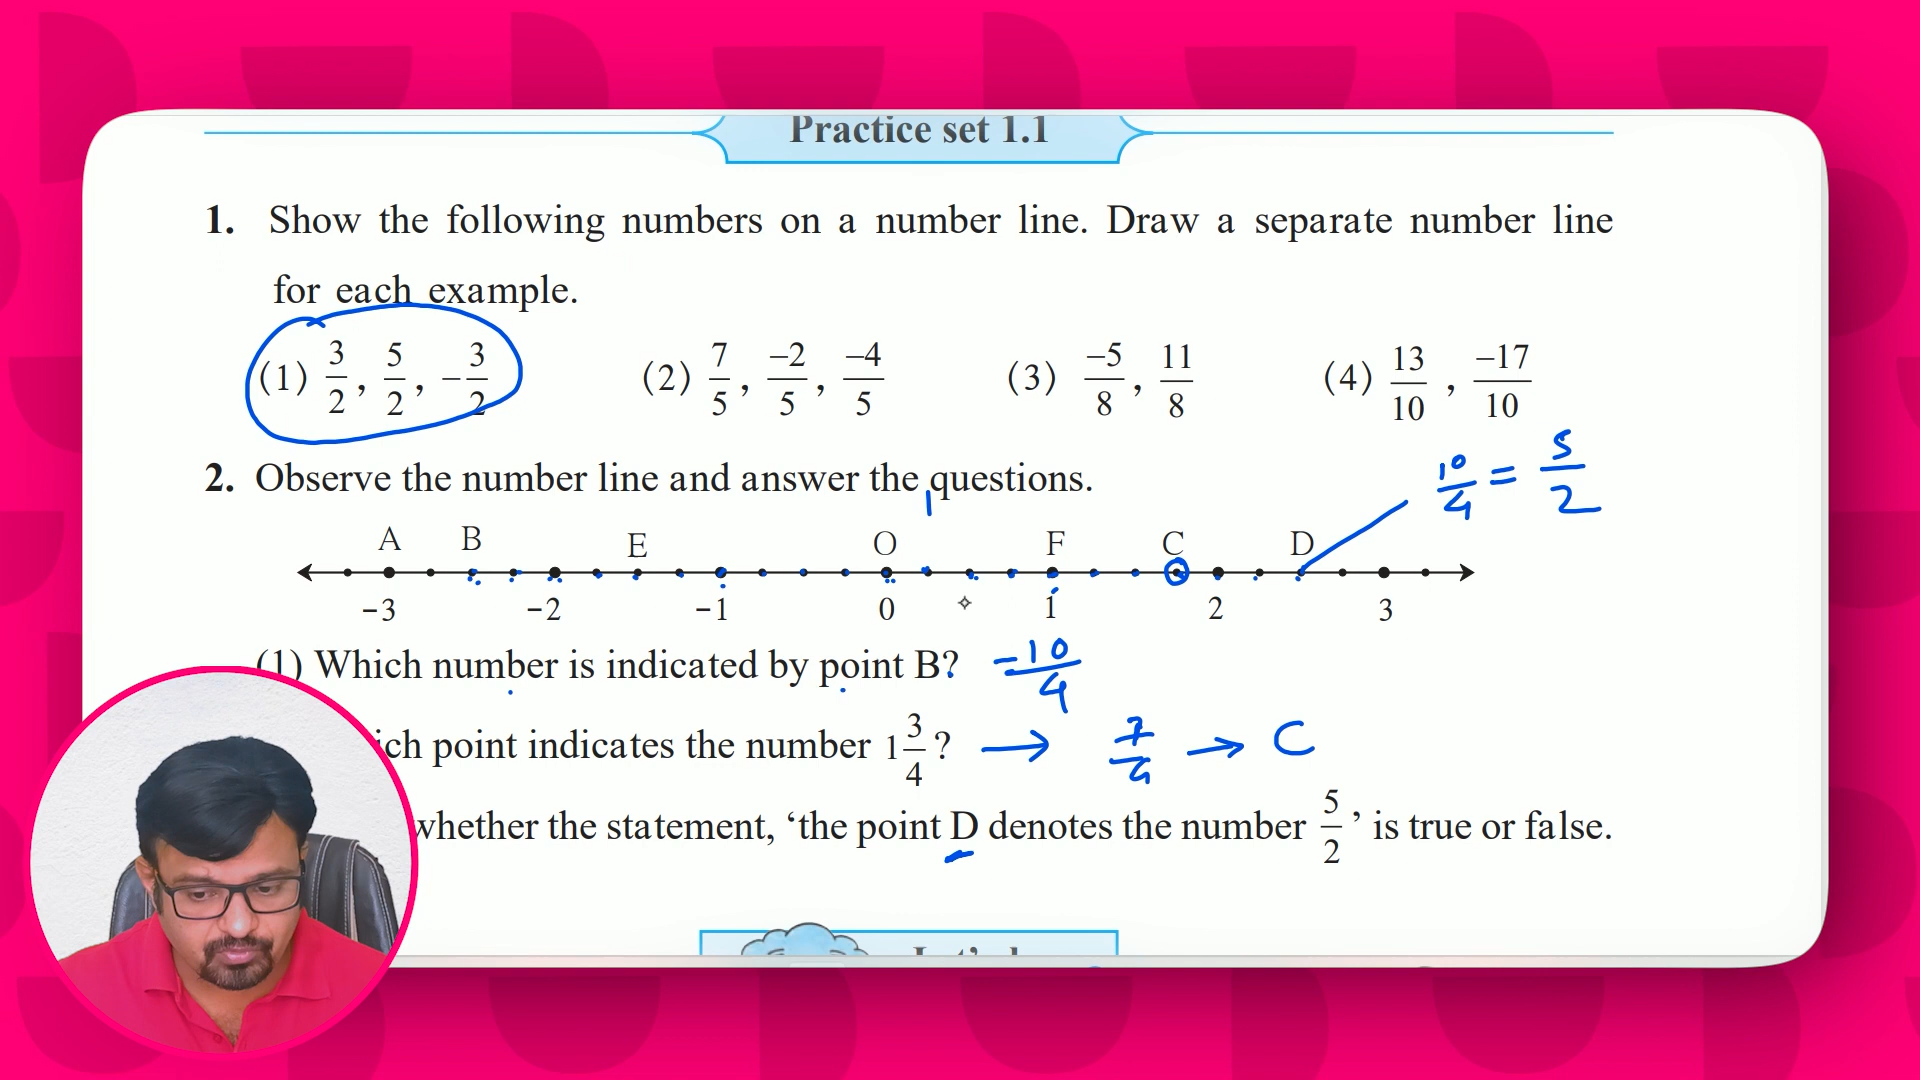 Practice set 1.1
1. Show the following numbers on a number line. Draw a separate number line
for each example.
(1) 3/2, 5/2, -3/2 (2) 7/5, -2/5, -4/5 (3) -5/8, 11/8 (4) 13/10, -17/10
10/4 = 5/2
2. Observe the number line and answer the questions.
A B E O F C D
-3 -2 -1 0 1 2 3
(1) Which number is indicated by point B? -10/4
ich point indicates the number 1 3/4? → 7/4 → C
whether the statement, ‘the point D denotes the number 5/2’ is true or false.